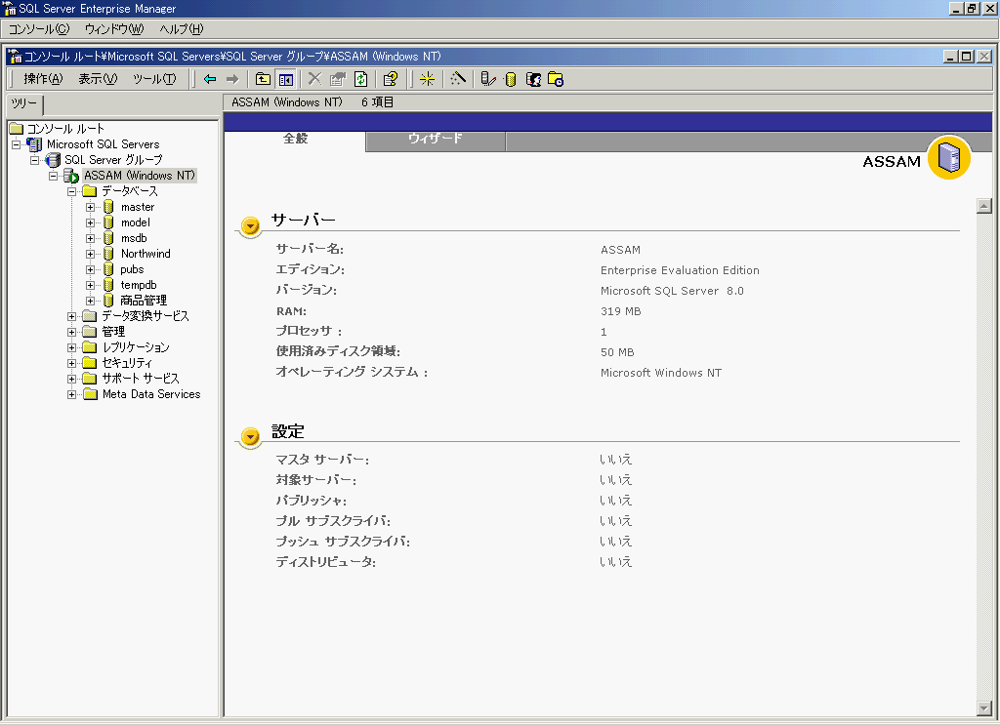 SQL Server Enterprise Manager
コンソール(C) ウィンドウ(W) ヘルプ(H)
コンソール ルート¥Microsoft SQL Servers¥SQL Server グループ¥ASSAM (Windows NT)
操作(A) 表示(V) ツール(T)
ツリー
ASSAM (Windows NT) 6 項目
コンソール ルート
Microsoft SQL Servers
SQL Server グループ
ASSAM (Windows NT)
データベース
master
model
msdb
Northwind
pubs
tempdb
商品管理
データ変換サービス
管理
レプリケーション
セキュリティ
サポート サービス
Meta Data Services
全般 ウィザード
ASSAM
サーバー
サーバー名: ASSAM
エディション: Enterprise Evaluation Edition
バージョン: Microsoft SQL Server 8.0
RAM: 319 MB
プロセッサ : 1
使用済みディスク領域: 50 MB
オペレーティング システム : Microsoft Windows NT
設定
マスタ サーバー: いいえ
対象サーバー: いいえ
パブリッシャ: いいえ
プル サブスクライバ: いいえ
プッシュ サブスクライバ: いいえ
ディストリビュータ: いいえ